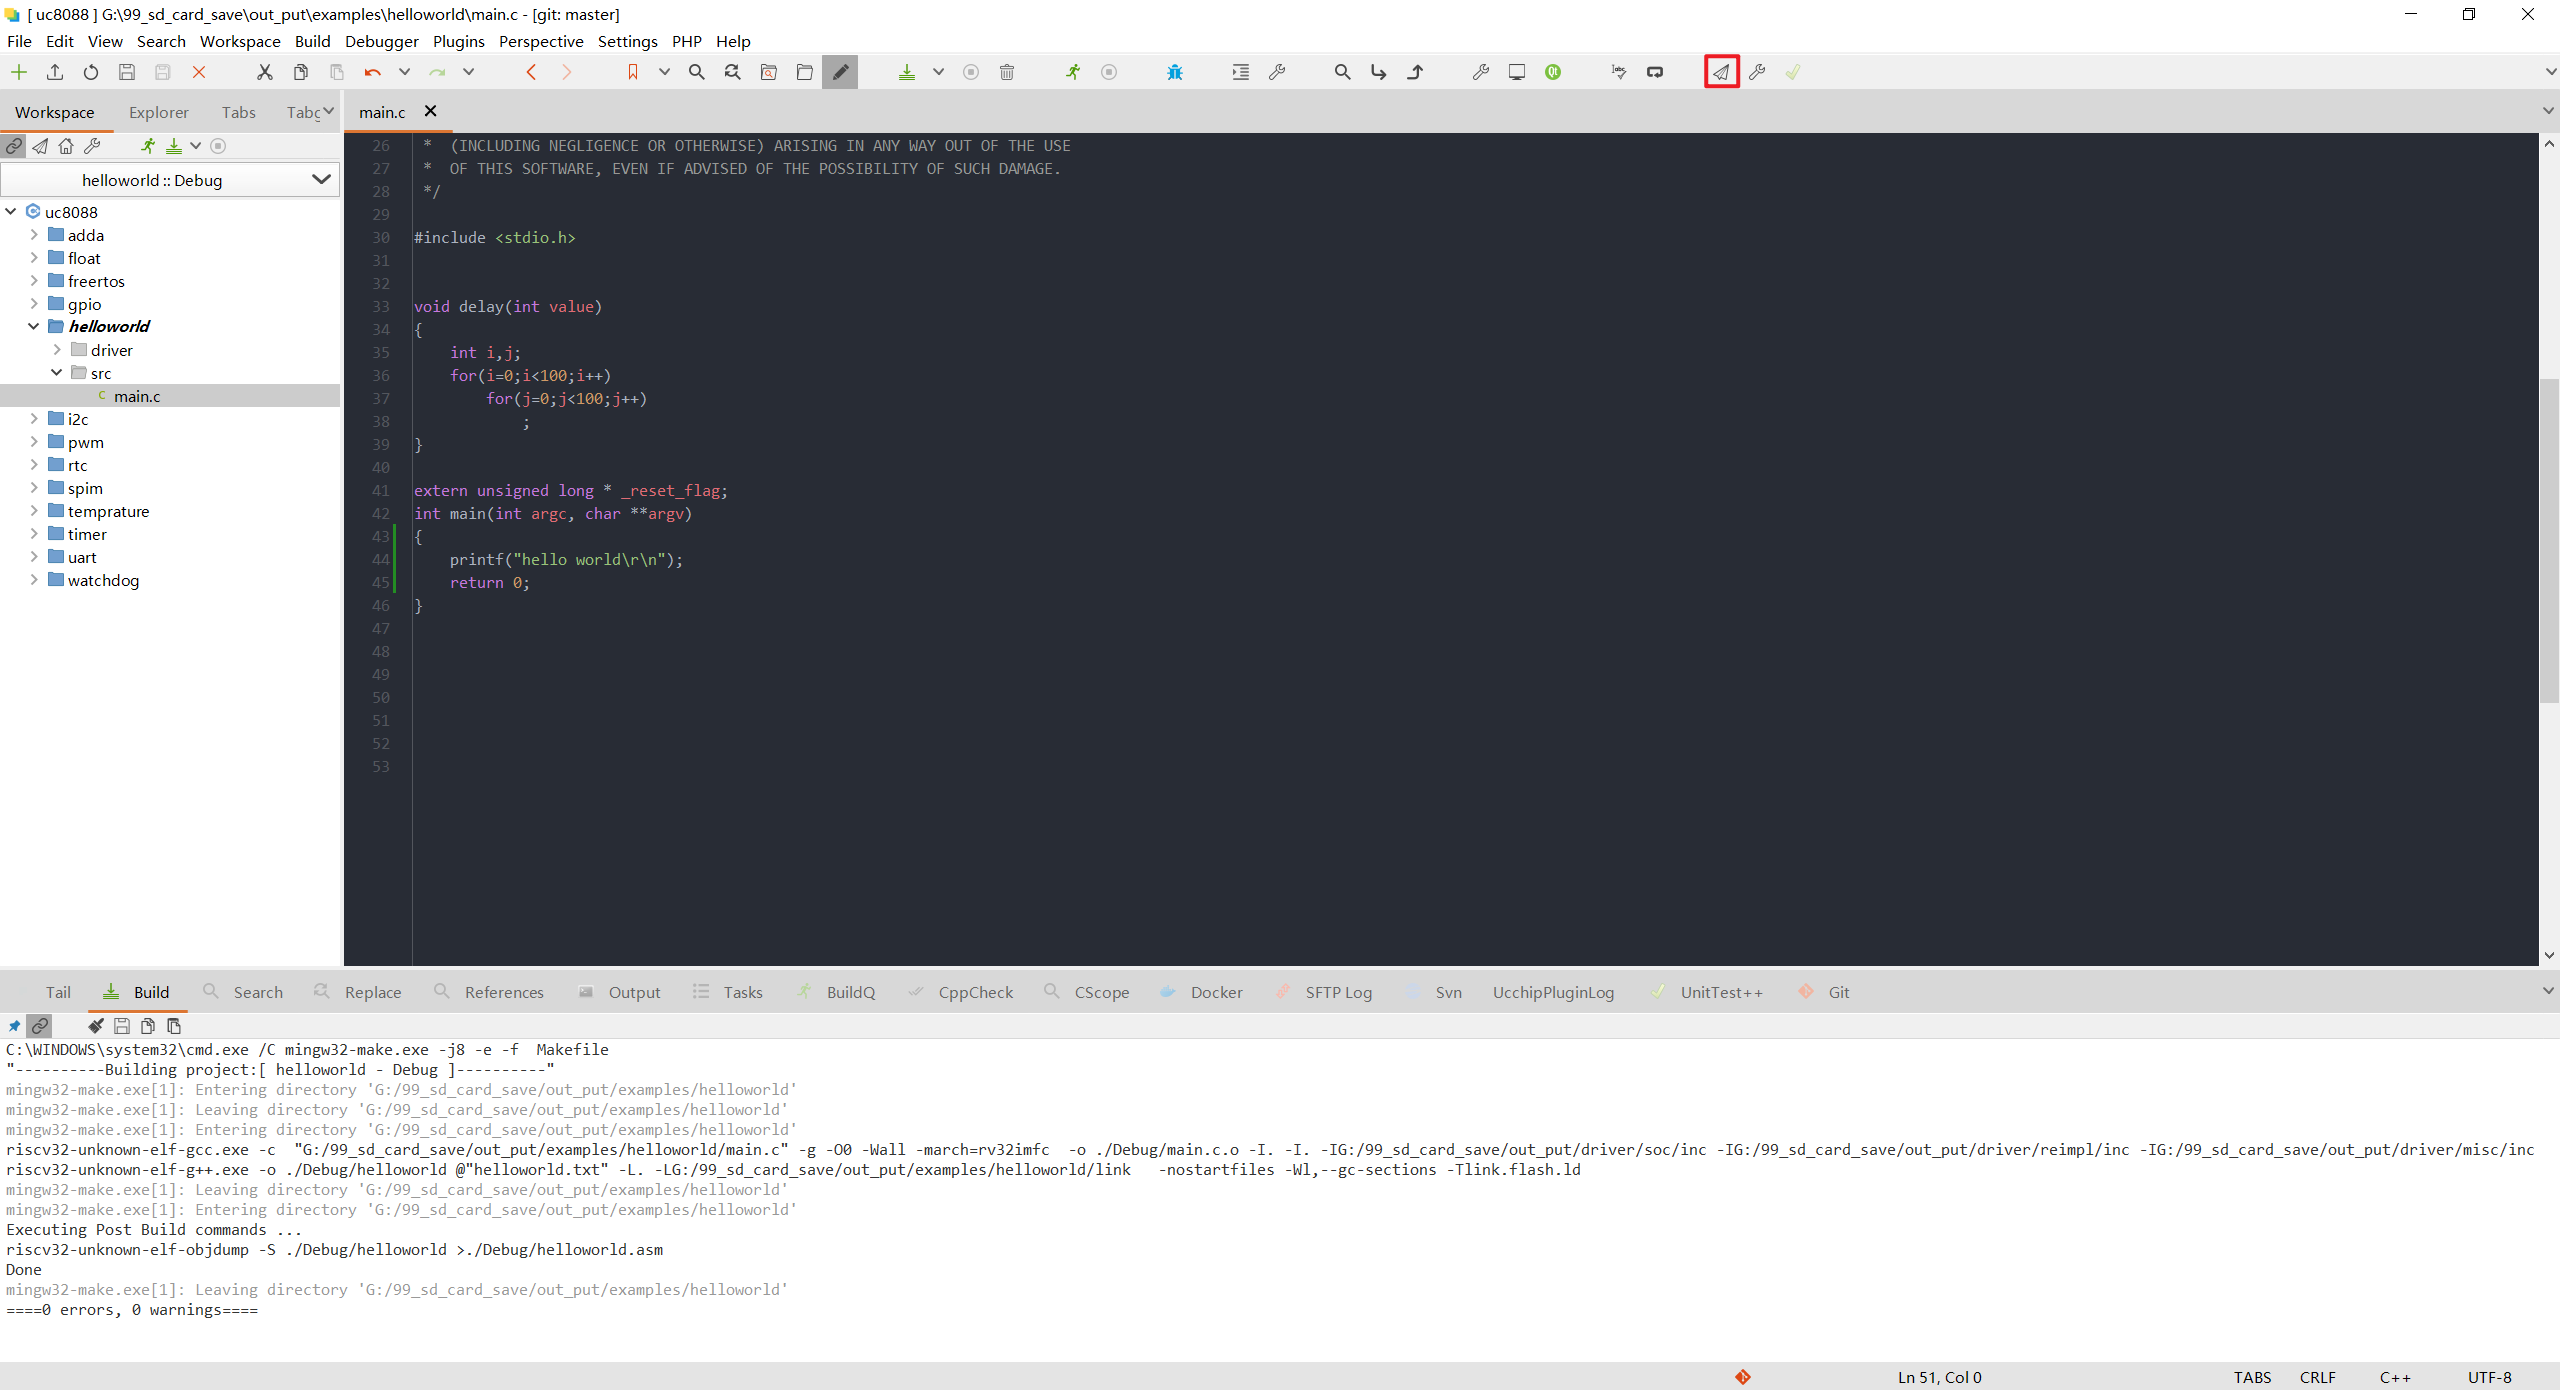 [ uc8088 ] G:\99_sd_card_save\out_put\examples\helloworld\main.c - [git: master]
File Edit View Search Workspace Build Debugger Plugins Perspective Settings PHP Help
Workspace Explorer Tabs Tabg
main.c
helloworld :: Debug
uc8088
adda
float
freertos
gpio
helloworld
driver
src
main.c
i2c
pwm
rtc
spim
temprature
timer
uart
watchdog
26  *  (INCLUDING NEGLIGENCE OR OTHERWISE) ARISING IN ANY WAY OUT OF THE USE
27  *  OF THIS SOFTWARE, EVEN IF ADVISED OF THE POSSIBILITY OF SUCH DAMAGE.
28  */
29
30 #include <stdio.h>
31
32
33 void delay(int value)
34 {
35     int i,j;
36     for(i=0;i<100;i++)
37         for(j=0;j<100;j++)
38             ;
39 }
40
41 extern unsigned long * _reset_flag;
42 int main(int argc, char **argv)
43 {
44     printf("hello world\r\n");
45     return 0;
46 }
47
48
49
50
51
52
53
Tail Build Search Replace References Output Tasks BuildQ CppCheck CScope Docker SFTP Log Svn UcchipPluginLog UnitTest++ Git
C:\WINDOWS\system32\cmd.exe /C mingw32-make.exe -j8 -e -f  Makefile
"----------Building project:[ helloworld - Debug ]----------"
mingw32-make.exe[1]: Entering directory 'G:/99_sd_card_save/out_put/examples/helloworld'
mingw32-make.exe[1]: Leaving directory 'G:/99_sd_card_save/out_put/examples/helloworld'
mingw32-make.exe[1]: Entering directory 'G:/99_sd_card_save/out_put/examples/helloworld'
riscv32-unknown-elf-gcc.exe -c  "G:/99_sd_card_save/out_put/examples/helloworld/main.c" -g -O0 -Wall -march=rv32imfc  -o ./Debug/main.c.o -I. -I. -IG:/99_sd_card_save/out_put/driver/soc/inc -IG:/99_sd_card_save/out_put/driver/reimpl/inc -IG:/99_sd_card_save/out_put/driver/misc/inc
riscv32-unknown-elf-g++.exe -o ./Debug/helloworld @"helloworld.txt" -L. -LG:/99_sd_card_save/out_put/examples/helloworld/link   -nostartfiles -Wl,--gc-sections -Tlink.flash.ld
mingw32-make.exe[1]: Leaving directory 'G:/99_sd_card_save/out_put/examples/helloworld'
mingw32-make.exe[1]: Entering directory 'G:/99_sd_card_save/out_put/examples/helloworld'
Executing Post Build commands ...
riscv32-unknown-elf-objdump -S ./Debug/helloworld >./Debug/helloworld.asm
Done
mingw32-make.exe[1]: Leaving directory 'G:/99_sd_card_save/out_put/examples/helloworld'
====0 errors, 0 warnings====
Ln 51, Col 0 TABS CRLF C++ UTF-8